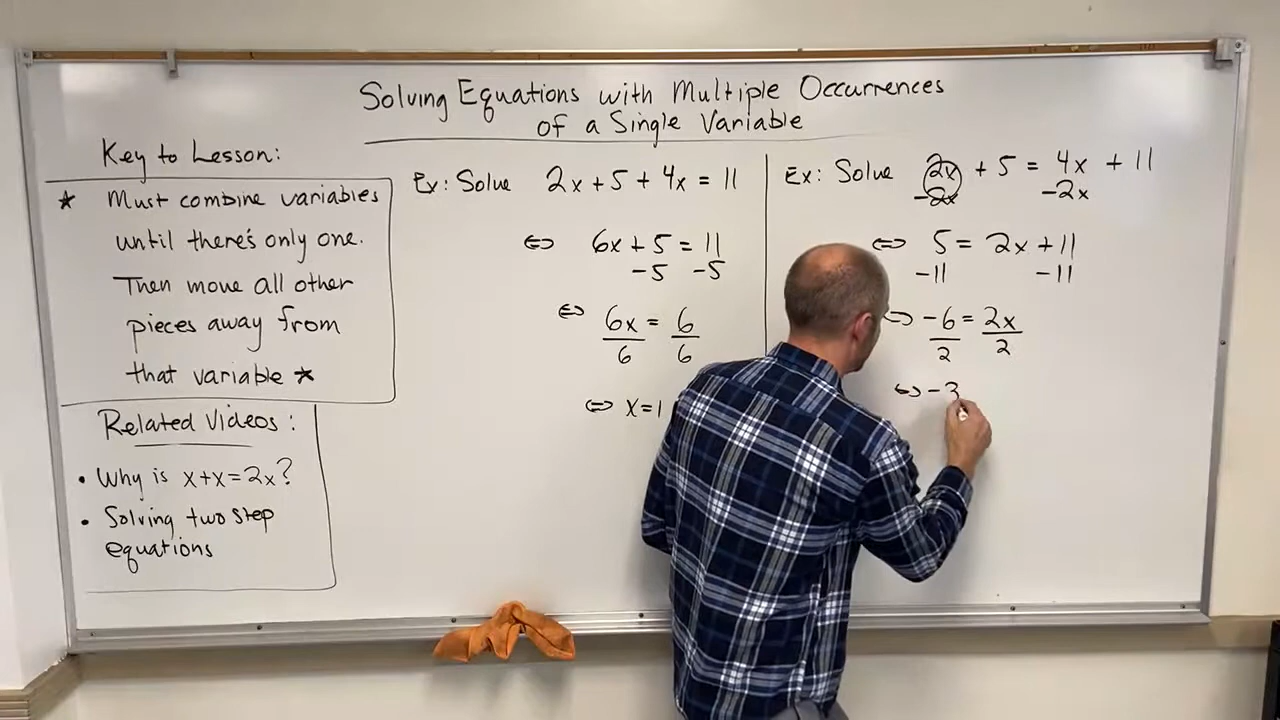 Solving Equations with Multiple Occurrences
of a Single Variable
Key to Lesson:
* Must combine variables
until there's only one.
Then move all other
pieces away from
that variable *
Related Videos:
• Why is x+x=2x?
• Solving two step
equations
Ex: Solve 2x+5+4x=11
⇔ 6x+5=11
-5 -5
⇔ 6x = 6
6 6
⇔ x=1
Ex: Solve 2x + 5 = 4x + 11
-2x -2x
⇔ 5 = 2x+11
-11 -11
⇔ -6 = 2x
2 2
⇔ -3